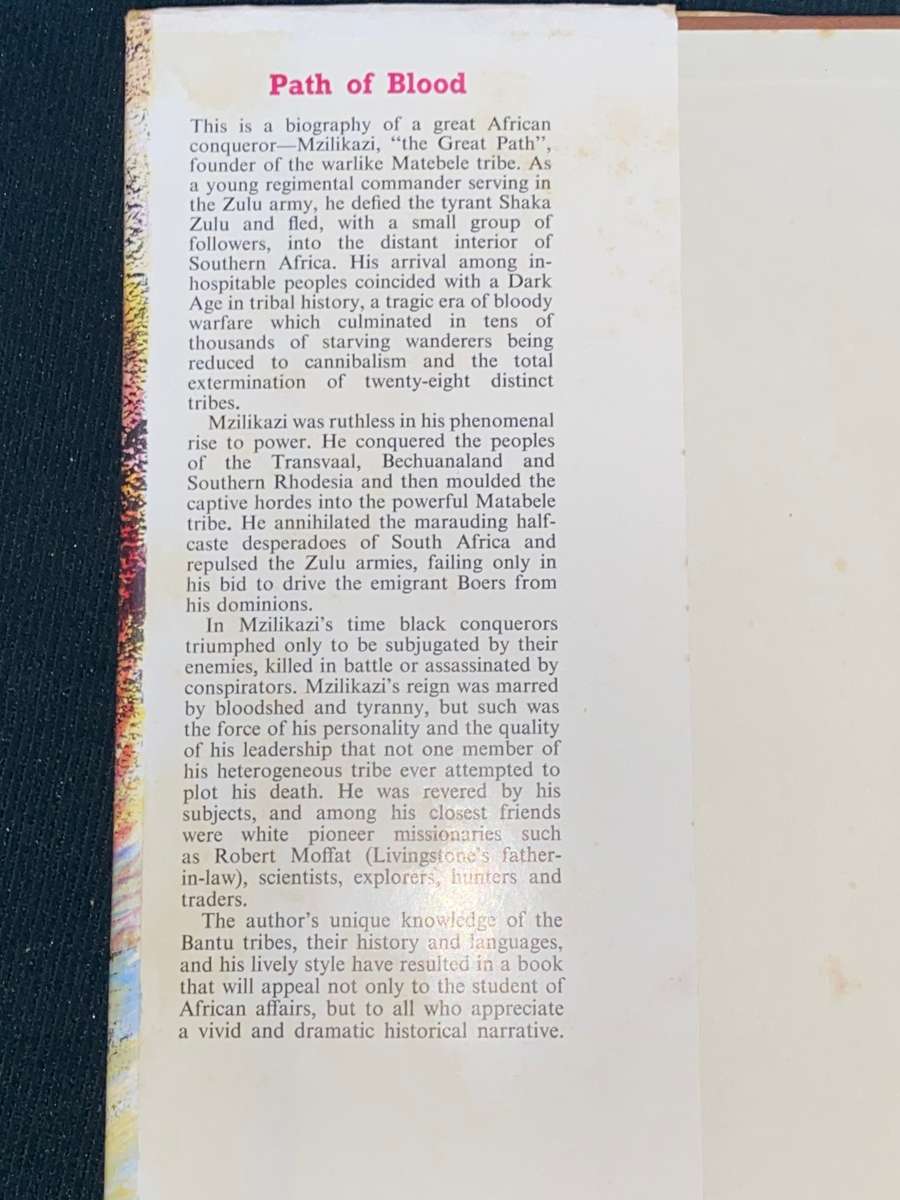 Path of Blood
This is a biography of a great African
conqueror—Mzilikazi, “the Great Path”,
founder of the warlike Matebele tribe. As
a young regimental commander serving in
the Zulu army, he defied the tyrant Shaka
Zulu and fled, with a small group of
followers, into the distant interior of
Southern Africa. His arrival among in-
hospitable peoples coincided with a Dark
Age in tribal history, a tragic era of bloody
warfare which culminated in tens of
thousands of starving wanderers being
reduced to cannibalism and the total
extermination of twenty-eight distinct
tribes.
Mzilikazi was ruthless in his phenomenal
rise to power. He conquered the peoples
of the Transvaal, Bechuanaland and
Southern Rhodesia and then moulded the
captive hordes into the powerful Matabele
tribe. He annihilated the marauding half-
caste desperadoes of South Africa and
repulsed the Zulu armies, failing only in
his bid to drive the emigrant Boers from
his dominions.
In Mzilikazi’s time black conquerors
triumphed only to be subjugated by their
enemies, killed in battle or assassinated by
conspirators. Mzilikazi’s reign was marred
by bloodshed and tyranny, but such was
the force of his personality and the quality
of his leadership that not one member of
his heterogeneous tribe ever attempted to
plot his death. He was revered by his
subjects, and among his closest friends
were white pioneer missionaries such
as Robert Moffat (Livingstone’s father-
in-law), scientists, explorers, hunters and
traders.
The author’s unique knowledge of the
Bantu tribes, their history and languages,
and his lively style have resulted in a book
that will appeal not only to the student of
African affairs, but to all who appreciate
a vivid and dramatic historical narrative.